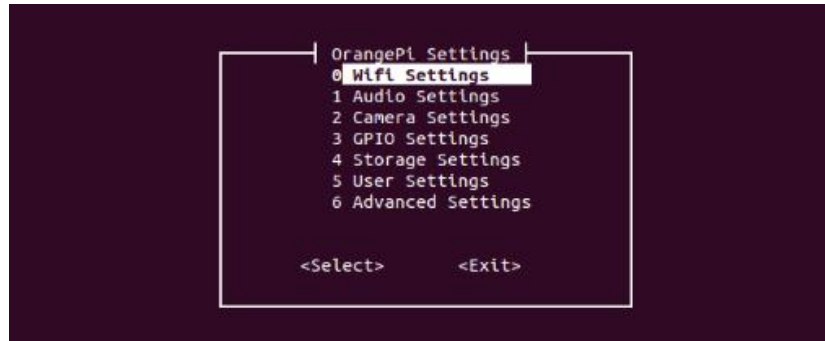 OrangePi Settings
0 Wifi Settings
1 Audio Settings
2 Camera Settings
3 GPIO Settings
4 Storage Settings
5 User Settings
6 Advanced Settings
<Select> <Exit>